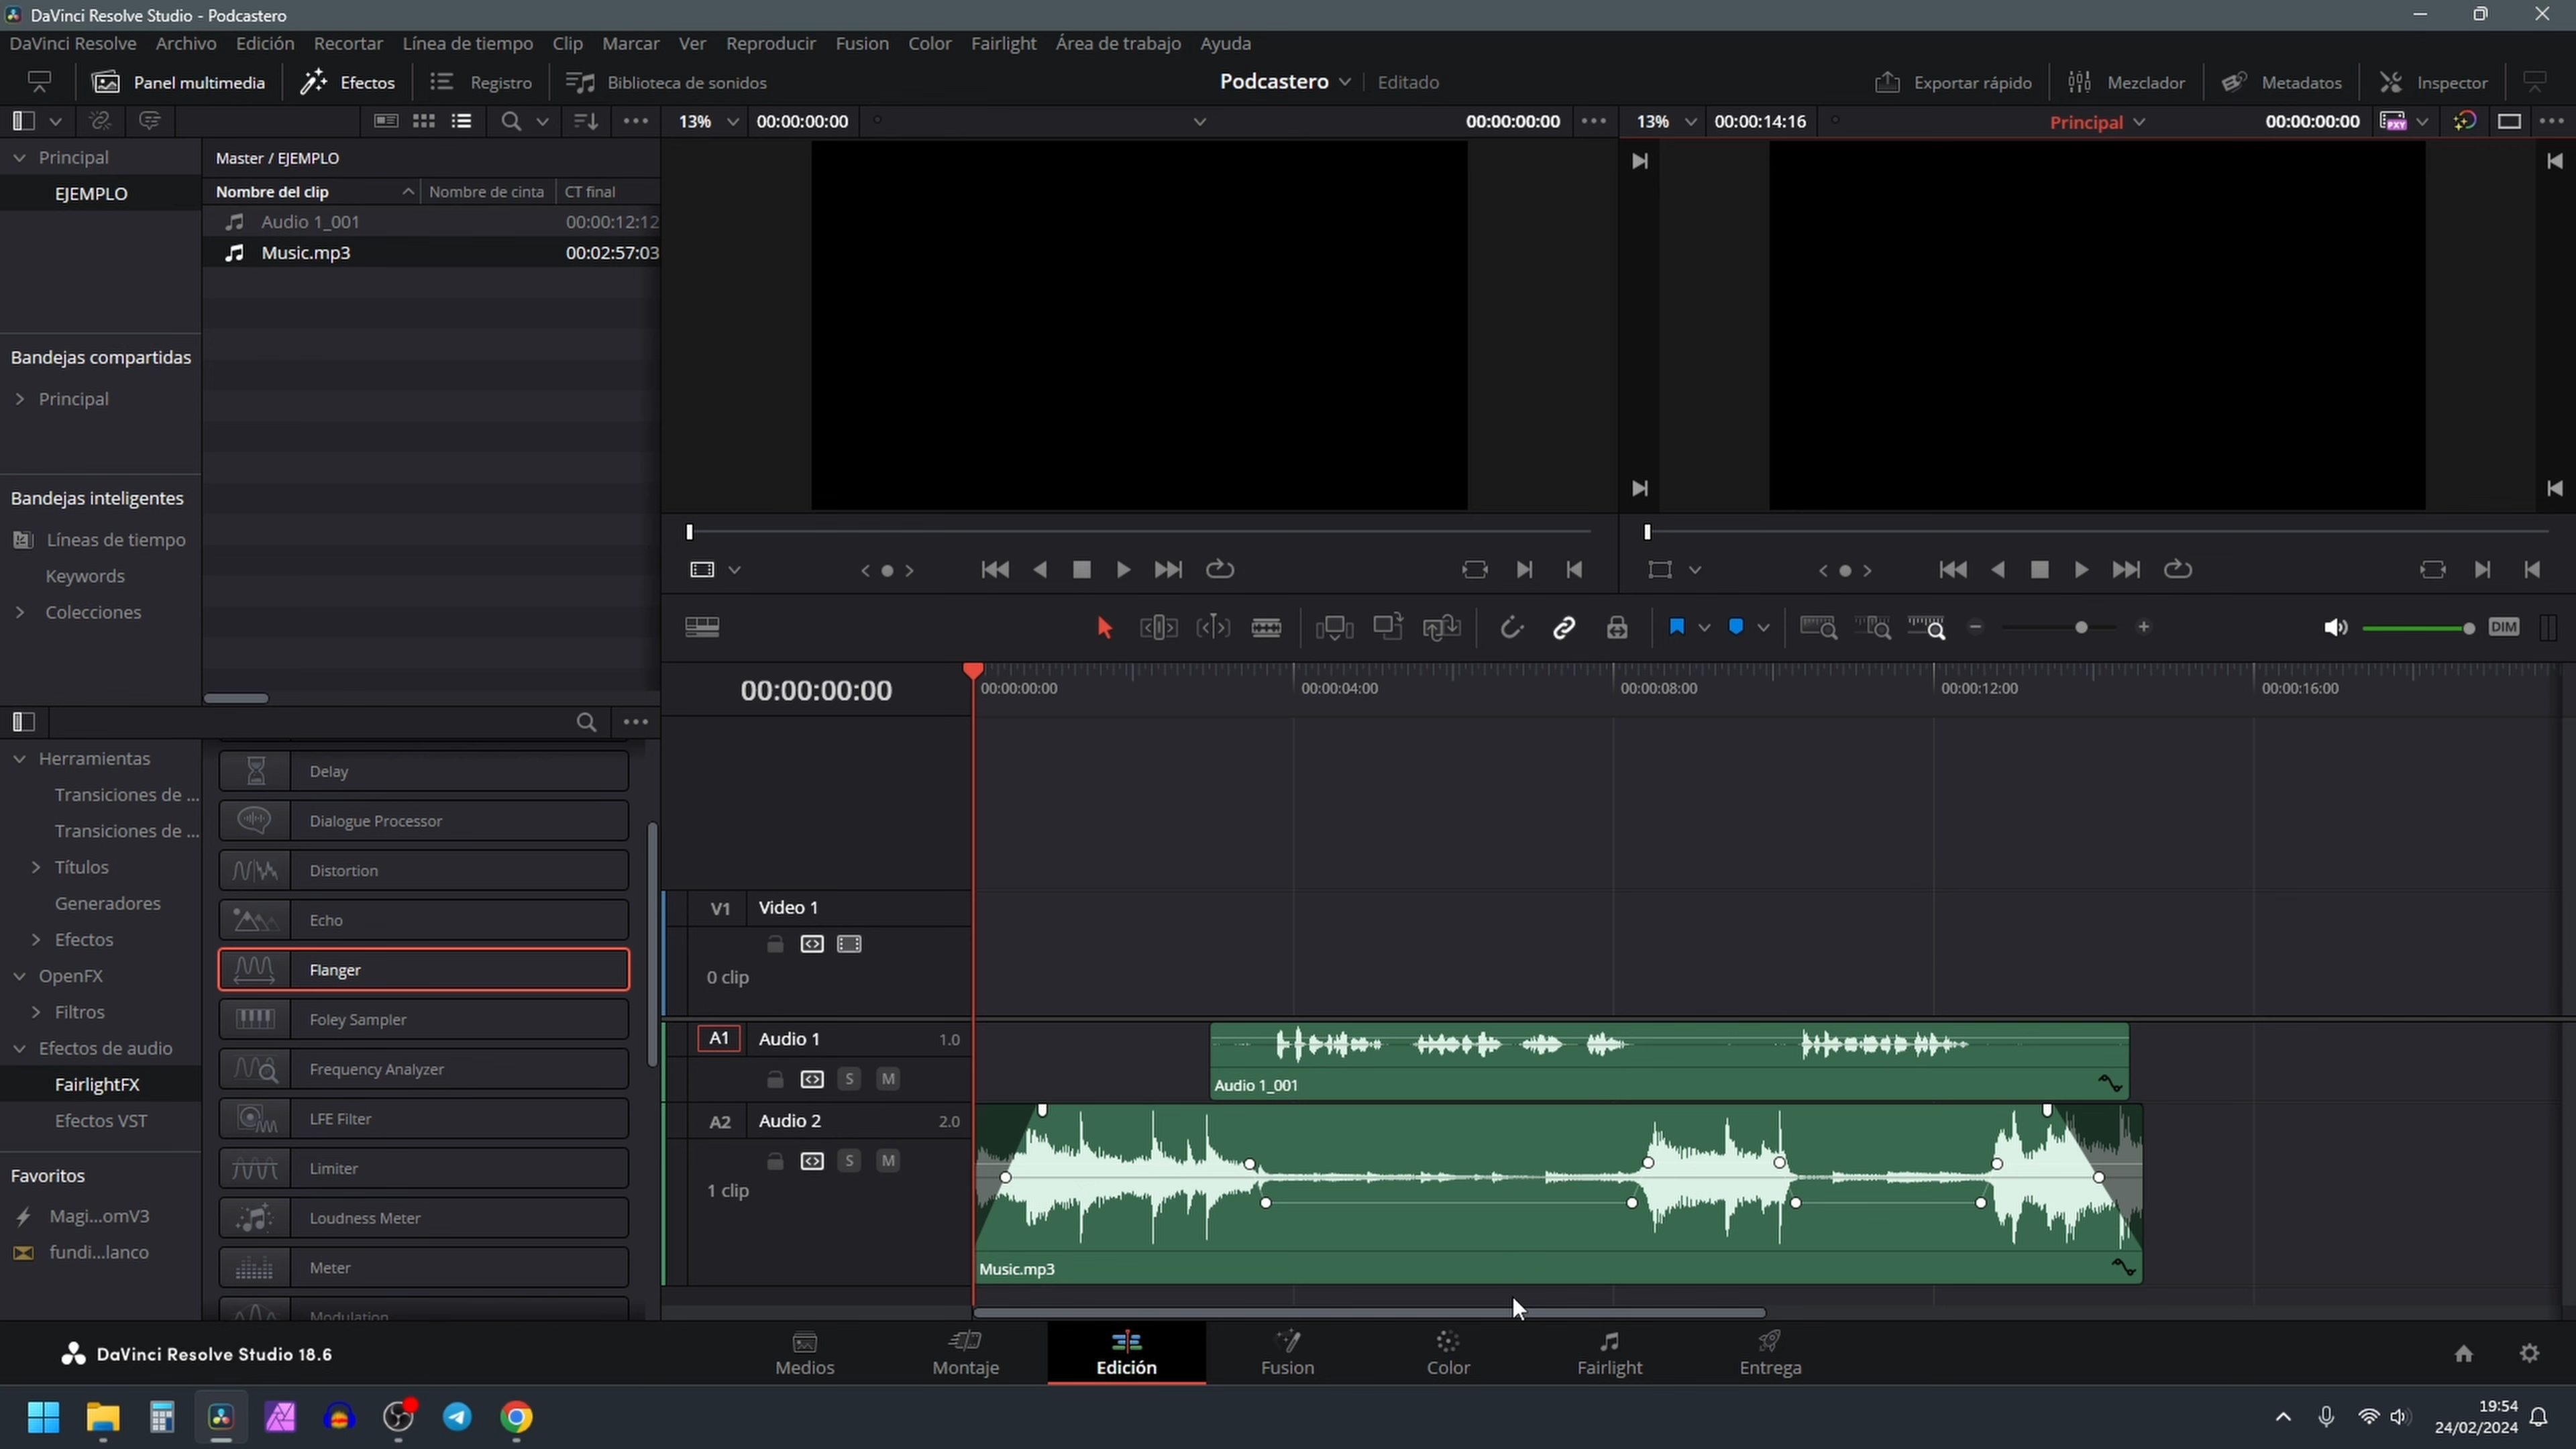 DaVinci Resolve Studio - Podcastero
DaVinci Resolve Archivo Edición Recortar Línea de tiempo Clip Marcar Ver Reproducir Fusion Color Fairlight Área de trabajo Ayuda
Panel multimedia Efectos Registro Biblioteca de sonidos Podcastero Editado Exportar rápido Mezclador Metadatos Inspector
13% 00:00:00:00 00:00:00:00 13% 00:00:14:16 Principal 00:00:00:00 PXY
Principal
EJEMPLO
Master / EJEMPLO
Nombre del clip Nombre de cinta CT final
Audio 1_001 00:00:12:12
Music.mp3 00:02:57:03
Bandejas compartidas
Principal
Bandejas inteligentes
Líneas de tiempo
Keywords
Colecciones
DIM
00:00:00:00
00:00:00:00 00:00:04:00 00:00:08:00 00:00:12:00 00:00:16:00
Herramientas
Transiciones de ...
Transiciones de ...
Títulos
Generadores
Efectos
OpenFX
Filtros
Efectos de audio
FairlightFX
Efectos VST
Favoritos
Magi...omV3
fundi...lanco
Delay
Dialogue Processor
Distortion
Echo
Flanger
Foley Sampler
Frequency Analyzer
LFE Filter
Limiter
Loudness Meter
Meter
Modulation
V1 Video 1
0 clip
A1 Audio 1 1.0
S M
Audio 1_001
A2 Audio 2 2.0
S M
1 clip
Music.mp3
DaVinci Resolve Studio 18.6
Medios Montaje Edición Fusion Color Fairlight Entrega
19:54
24/02/2024